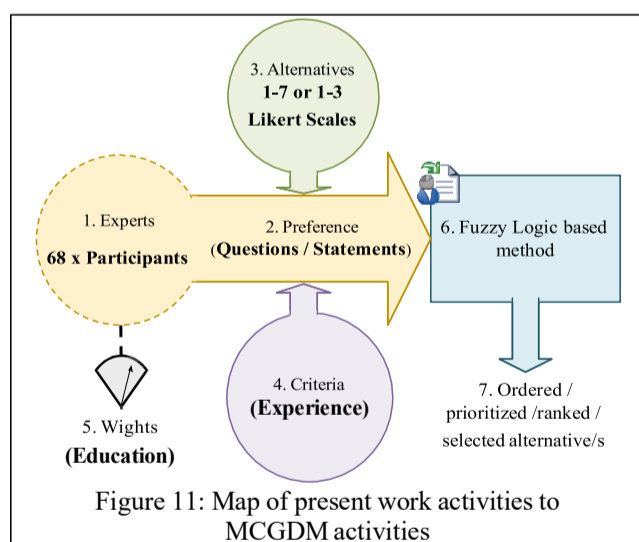 3. Alternatives
1-7 or 1-3
Likert Scales
1. Experts
68 x Participants
2. Preference
(Questions / Statements)
6. Fuzzy Logic based
method
4. Criteria
(Experience)
5. Wights
(Education)
7. Ordered /
prioritized /ranked /
selected alternative/s
Figure 11: Map of present work activities to
MCGDM activities